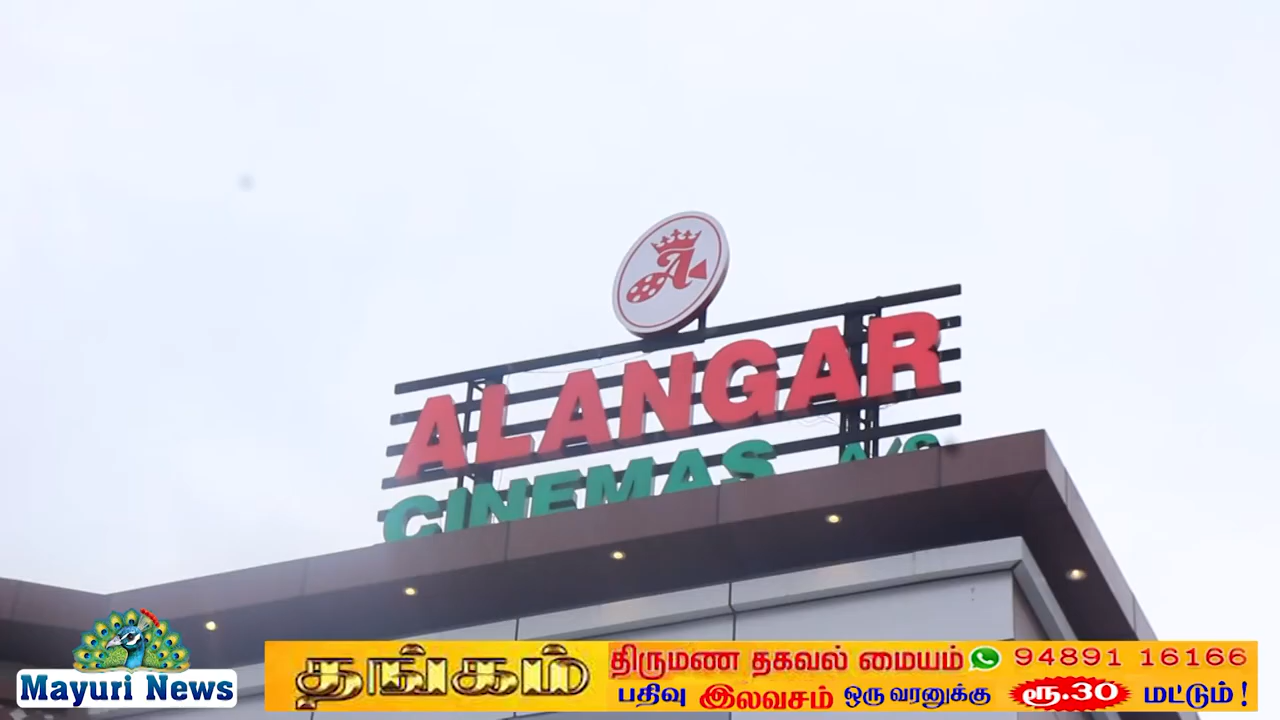 A
ALANGAR
CINEMAS A/C
Mayuri News
தங்கம்
திருமண தகவல் மையம் 94891 16166
பதிவு இலவசம் ஒரு வரனுக்கு ரூ.30 மட்டும் !